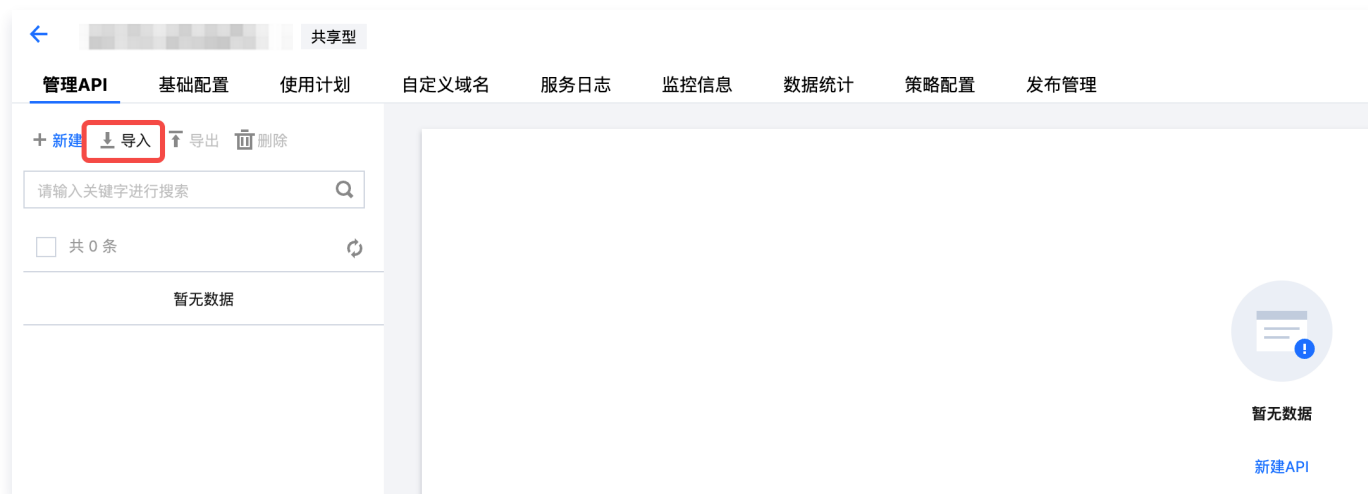 共享型
管理API 基础配置 使用计划 自定义域名 服务日志 监控信息 数据统计 策略配置 发布管理
新建 导入 导出 删除
请输入关键字进行搜索
共 0 条
暂无数据
暂无数据
新建API